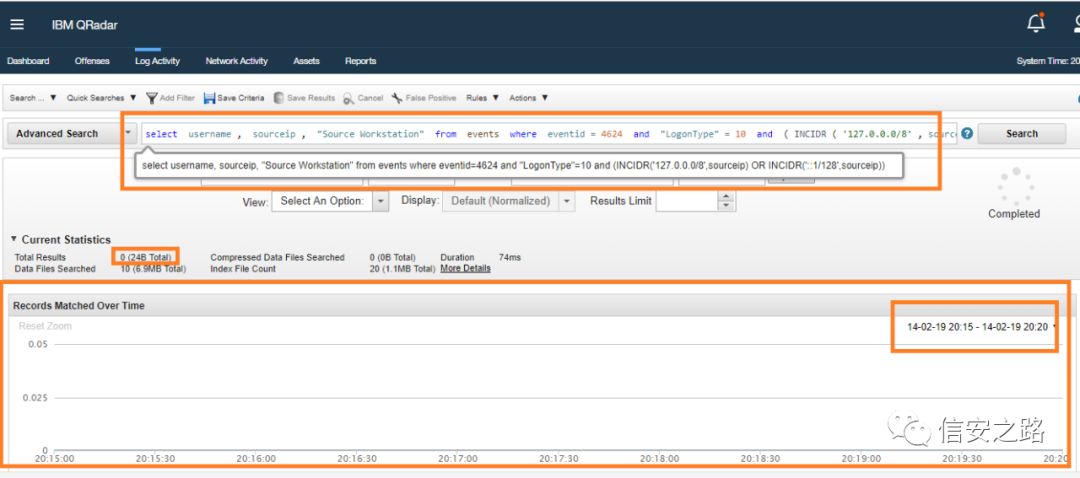 IBM QRadar
Dashboard Offenses Log Activity Network Activity Assets Reports System Time: 20
Search... Quick Searches Add Filter Save Criteria Save Results Cancel False Positive Rules Actions
Advanced Search select username , sourceip , "Source Workstation" from events where eventid = 4624 and "LogonType" = 10 and ( INCIDR ( '127.0.0.0/8' , sourc ? Search
select username, sourceip, "Source Workstation" from events where eventid=4624 and "LogonType"=10 and (INCIDR('127.0.0.0/8',sourceip) OR INCIDR('::1/128',sourceip))
View: Select An Option: Display: Default (Normalized) Results Limit
Completed
Current Statistics
Total Results 0 (24B Total) Compressed Data Files Searched 0 (0B Total) Duration 74ms
Data Files Searched 10 (6.9MB Total) Index File Count 20 (1.1MB Total) More Details
Records Matched Over Time
Reset Zoom
14-02-19 20:15 - 14-02-19 20:20
0.05
0.025
0
信安之路
20:15:00 20:15:30 20:16:00 20:16:30 20:17:00 20:17:30 20:18:00 20:18:30 20:19:00 20:19:30 20:20